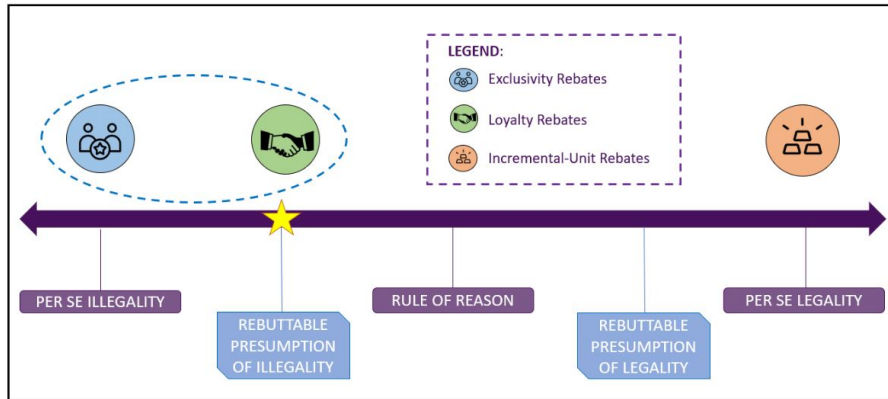 LEGEND:
Exclusivity Rebates
Loyalty Rebates
Incremental-Unit Rebates
PER SE ILLEGALITY
REBUTTABLE
PRESUMPTION
OF ILLEGALITY
RULE OF REASON
REBUTTABLE
PRESUMPTION
OF LEGALITY
PER SE LEGALITY